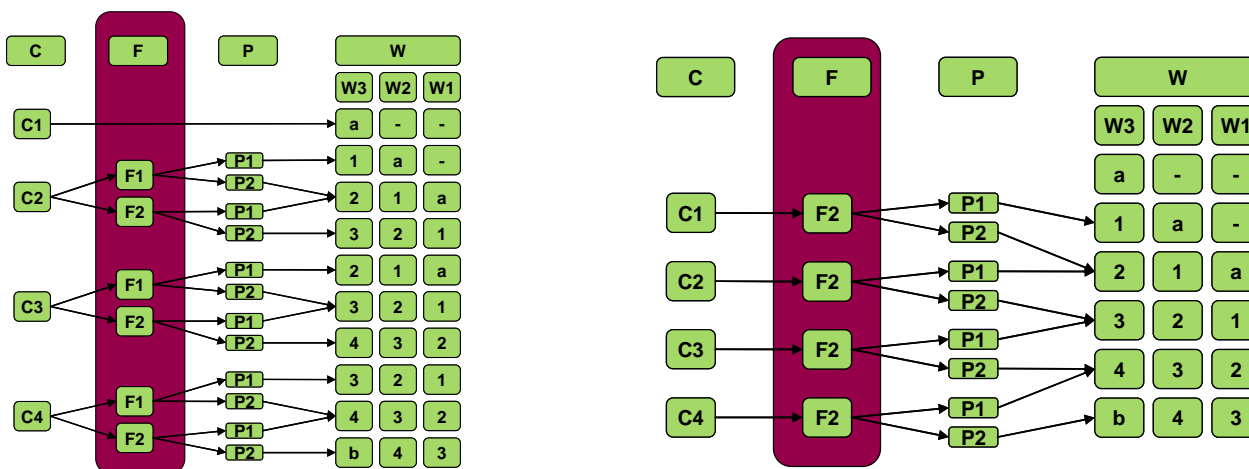 C F P W
W3 W2 W1
C1 a - -
P1 1 a -
F1
P2
C2 2 1 a
F2 P1
P2 3 2 1
P1 2 1 a
F1
P2
C3 3 2 1
F2 P1
P2 4 3 2
P1 3 2 1
F1
P2
C4 4 3 2
F2 P1
P2 b 4 3
C F P W
W3 W2 W1
a - -
C1 F2 P1 1 a -
P2
C2 F2 P1 2 1 a
P2
C3 F2 P1 3 2 1
P2 4 3 2
C4 F2 P1
P2 b 4 3